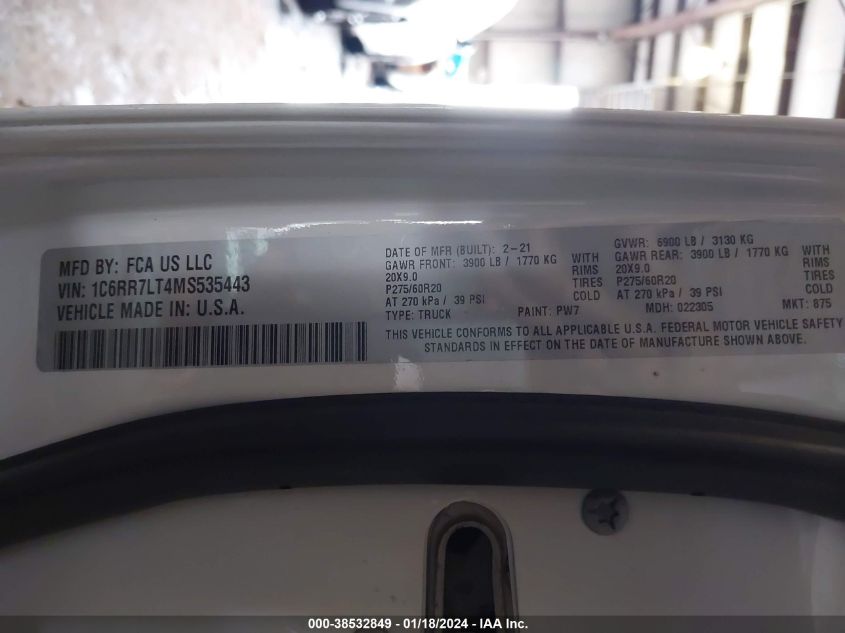 MFD BY: FCA US LLC
VIN: 1C6RR7LT4MS535443
VEHICLE MADE IN: U.S.A.
DATE OF MFR (BUILT): 2-21
GAWR FRONT: 3900 LB / 1770 KG WITH
20X9.0 RIMS
P275/60R20 TIRES
AT 270 kPa / 39 PSI COLD
TYPE: TRUCK PAINT: PW7
GVWR: 6900 LB / 3130 KG
GAWR REAR: 3900 LB / 1770 KG WITH
20X9.0 RIMS
P275/60R20 TIRES
AT 270 kPa / 39 PSI COLD
MDH: 022305 MKT: 875
THIS VEHICLE CONFORMS TO ALL APPLICABLE U.S.A. FEDERAL MOTOR VEHICLE SAFETY
STANDARDS IN EFFECT ON THE DATE OF MANUFACTURE SHOWN ABOVE.
000-38532849 - 01/18/2024 - IAA Inc.